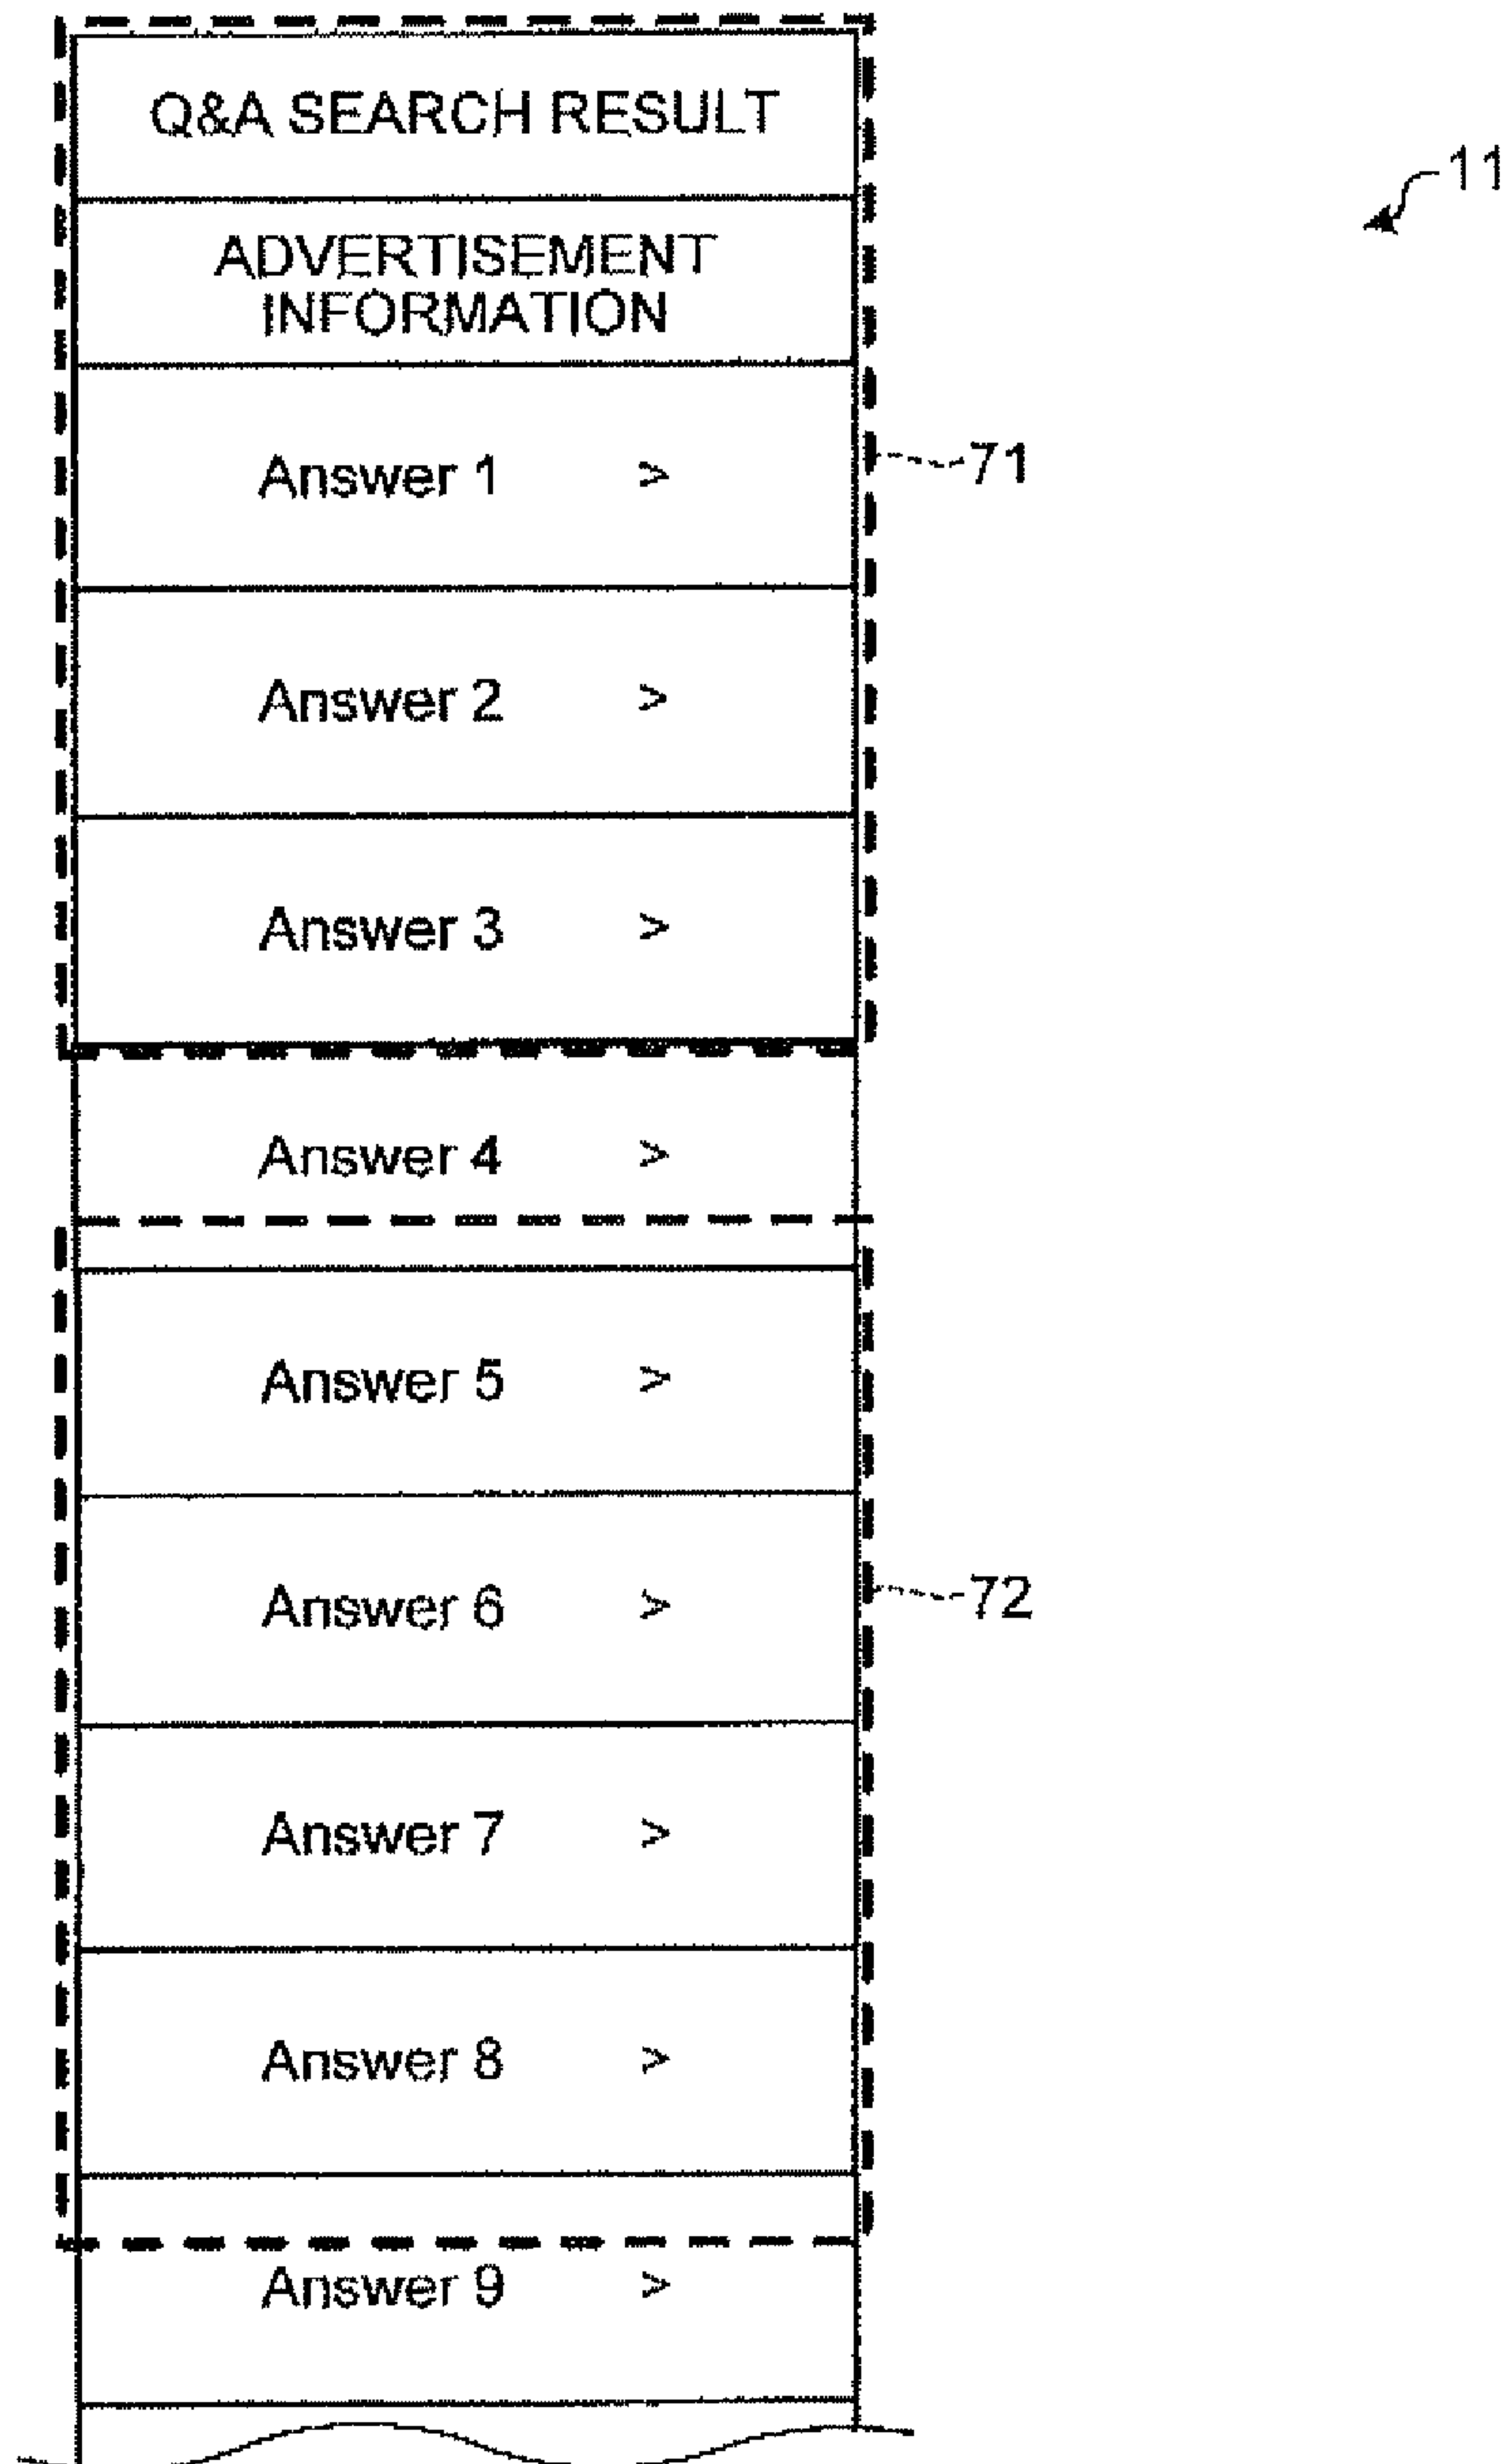 Q&A SEARCH RESULT
11
ADVERTISEMENT
INFORMATION
Answer 1 >
71
Answer 2 >
Answer 3 >
Answer 4 >
Answer 5 >
Answer 6 >
72
Answer 7 >
Answer 8 >
Answer 9 >